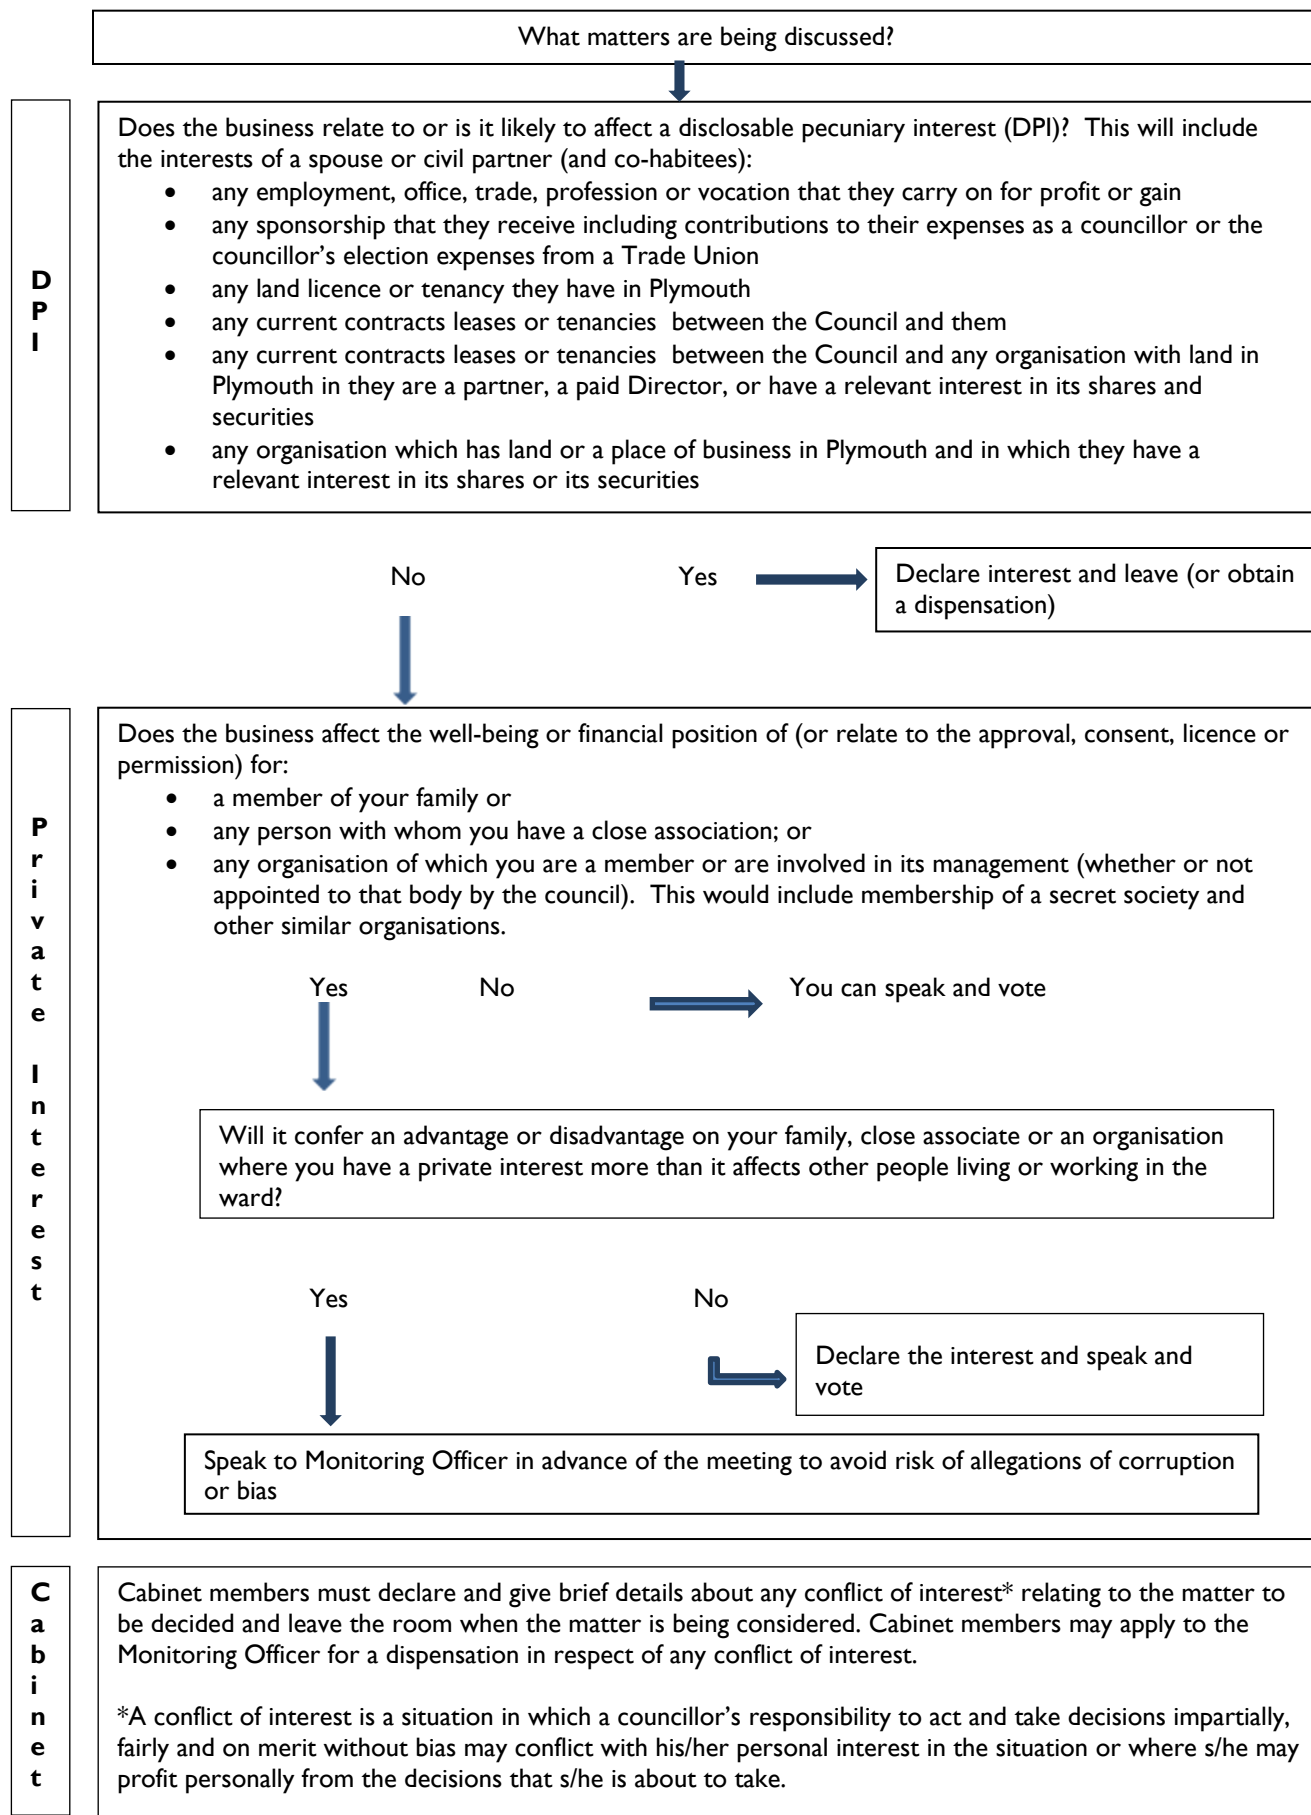 What matters are being discussed?
D
P
I
Does the business relate to or is it likely to affect a disclosable pecuniary interest (DPI)? This will include
the interests of a spouse or civil partner (and co-habitees):
• any employment, office, trade, profession or vocation that they carry on for profit or gain
• any sponsorship that they receive including contributions to their expenses as a councillor or the
councillor's election expenses from a Trade Union
• any land licence or tenancy they have in Plymouth
• any current contracts leases or tenancies between the Council and them
• any current contracts leases or tenancies between the Council and any organisation with land in
Plymouth in they are a partner, a paid Director, or have a relevant interest in its shares and
securities
• any organisation which has land or a place of business in Plymouth and in which they have a
relevant interest in its shares or its securities
No Yes
Declare interest and leave (or obtain
a dispensation)
P
r
i
v
a
t
e
I
n
t
e
r
e
s
t
Does the business affect the well-being or financial position of (or relate to the approval, consent, licence or
permission) for:
• a member of your family or
• any person with whom you have a close association; or
• any organisation of which you are a member or are involved in its management (whether or not
appointed to that body by the council). This would include membership of a secret society and
other similar organisations.
Yes No You can speak and vote
Will it confer an advantage or disadvantage on your family, close associate or an organisation
where you have a private interest more than it affects other people living or working in the
ward?
Yes No
Declare the interest and speak and
vote
Speak to Monitoring Officer in advance of the meeting to avoid risk of allegations of corruption
or bias
C
a
b
i
n
e
t
Cabinet members must declare and give brief details about any conflict of interest* relating to the matter to
be decided and leave the room when the matter is being considered. Cabinet members may apply to the
Monitoring Officer for a dispensation in respect of any conflict of interest.
*A conflict of interest is a situation in which a councillor's responsibility to act and take decisions impartially,
fairly and on merit without bias may conflict with his/her personal interest in the situation or where s/he may
profit personally from the decisions that s/he is about to take.